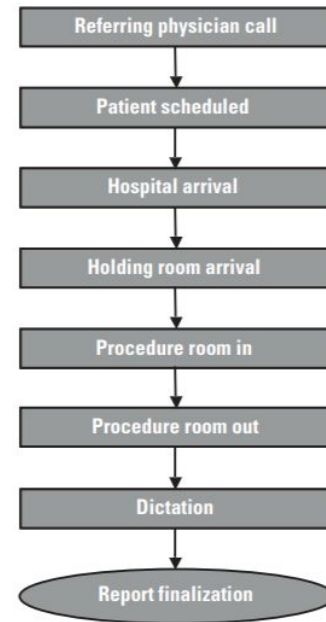 Referring physician call
Patient scheduled
Hospital arrival
Holding room arrival
Procedure room in
Procedure room out
Dictation
Report finalization